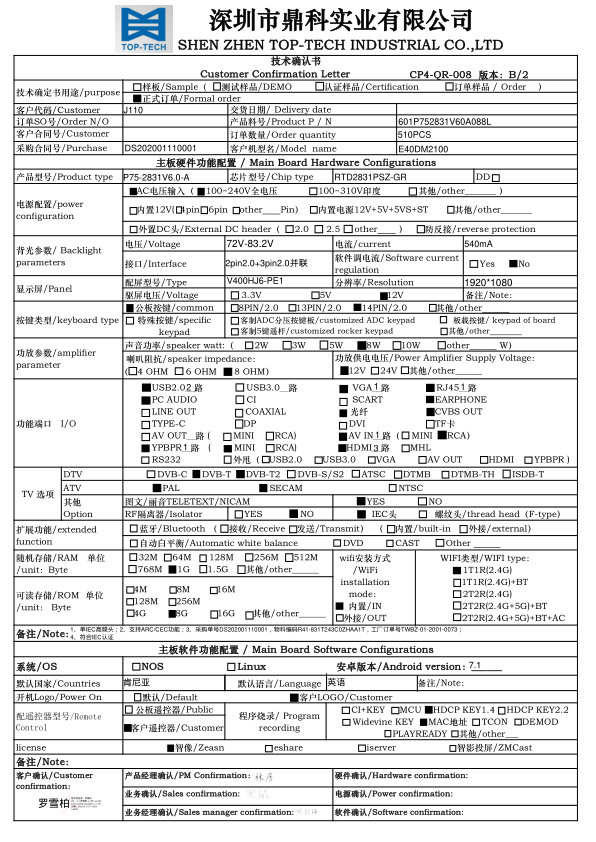 TOP-TECH
深圳市鼎科实业有限公司
SHEN ZHEN TOP-TECH INDUSTRIAL CO.,LTD
技术确认书
Customer Confirmation Letter CP4-QR-008 版本: B/2
技术确定书用途/purpose □样板/Sample ( □测试样品/DEMO □认证样品/Certification □订单样品 / Order )
■正式订单/Formal order
客户代码/Customer J110 交货日期/ Delivery date
订单SO号/Order N/O 产品料号/Product P / N 601P752831V60A088L
客户合同号/Customer 订单数量/Order quantity 510PCS
采购合同号/Purchase DS202001110001 客户机型名/Model name E40DM2100
主板硬件功能配置 / Main Board Hardware Configurations
产品型号/Product type P75-2831V6.0-A 芯片型号/Chip type RTD2831PSZ-GR DD□
电源配置/power configuration ■AC电压输入 ( ■100~240V全电压 □100~310V印度 □其他/other______ )
□内置12V(□4pin□6pin □other____Pin) □内置电源12V+5V+5VS+ST □其他/other______
□外置DC头/External DC header ( □2.0 □2.5 □other____ ) □防反接/reverse protection
背光参数/ Backlight parameters 电压/Voltage 72V-83.2V 电流/current 540mA
接口/Interface 2pin2.0+3pin2.0并联 软件调电流/Software current regulation □Yes ■No
显示屏/Panel 配屏型号/Type V400HJ6-PE1 分辨率/Resolution 1920*1080
驱屏电压/Voltage □3.3V □5V ■12V 备注/Note:
按键类型/keyboard type ■公板按键/common □8PIN/2.0 □13PIN/2.0 ■14PIN/2.0 □其他/other_____
□特殊按键/specific keypad □客制ADC分压按键板/customized ADC keypad □板载按键/ keypad of board
□客制5键遥杆/customized rocker keypad □其他/other______
功放参数/amplifier parameter 声音功率/speaker watt: ( □2W □3W □5W ■8W □10W □other_____ W)
喇叭阻抗/speaker impedance: 功放供电电压/Power Amplifier Supply Voltage:
(□4 OHM □6 OHM ■8 OHM) ■12V □24V □其他/other_____
功能端口 I/O ■USB2.0 2 路 □USB3.0__路 ■VGA 1 路 ■RJ45 1 路
■PC AUDIO □CI □SCART ■EARPHONE
□LINE OUT □COAXIAL ■光纤 ■CVBS OUT
□TYPE-C □DP □DVI □TF卡
□AV OUT__路 ( □MINI □RCA) ■AV IN 1 路 ( □MINI ■RCA)
■YPBPR 1 路 ( ■MINI □RCA) ■HDMI 3 路 □MHL
□RS232 □外甩 ( □USB2.0 □USB3.0 □VGA □AV OUT □HDMI □YPBPR )
TV 选项 DTV □DVB-C ■DVB-T ■DVB-T2 □DVB-S/S2 □ATSC □DTMB □DTMB-TH □ISDB-T
ATV ■PAL ■SECAM □NTSC
其他 Option 图文/丽音TELETEXT/NICAM ■YES □NO
RF隔离器/Isolator □YES ■NO ■IEC头 □螺纹头/thread head (F-type)
扩展功能/extended function □蓝牙/Bluetooth ( □接收/Receive □发送/Transmit) ( □内置/built-in □外接/external)
□自动白平衡/Automatic white balance □DVD □CAST □Other _____
随机存储/RAM 单位/unit: Byte □32M □64M □128M □256M □512M
□768M ■1G □1.5G □其他/other_____
wifi安装方式/WiFi installation mode: ■内置/IN □外接/OUT
WIFI类型/WIFI type:
■1T1R(2.4G)
□1T1R(2.4G)+BT
□2T2R(2.4G)
□2T2R(2.4G+5G)+BT
□2T2R(2.4G+5G)+BT+AC
可读存储/ROM 单位/unit: Byte □4M □8M □16M
□128M □256M
□4G ■8G □16G □其他/other_____
备注/Note: 1、单IEC高频头；2、支持ARC/CEC功能；3、采购单号DS202001110001，物料编码R41-831T243C0ZHAA1T，工厂订单号TWBZ-01-2001-0073；
4、符合IEC认证
主板软件功能配置 / Main Board Software Configurations
系统/OS □NOS □Linux 安卓版本/Android version: 7.1
默认国家/Countries 肯尼亚 默认语言/Language 英语 备注/Note:
开机Logo/Power On □默认/Default ■客户LOGO/Customer
配遥控器型号/Remote Control □公板遥控器/Public
■客户遥控器/Customer
程序烧录/ Program recording □CI+KEY □MCU ■HDCP KEY1.4 □HDCP KEY2.2
□Widevine KEY ■MAC地址 □TCON □DEMOD
□PLAYREADY □其他/other___
license ■智像/Zeasn □eshare □iserver □智影投屏/ZMCast
备注/Note:
客户确认/Customer confirmation: 罗雪柏
产品经理确认/PM Confirmation: 林彦 硬件确认/Hardware confirmation:
业务确认/Sales confirmation: 电源确认/Power confirmation:
业务经理确认/Sales manager confirmation: 软件确认/Software confirmation: